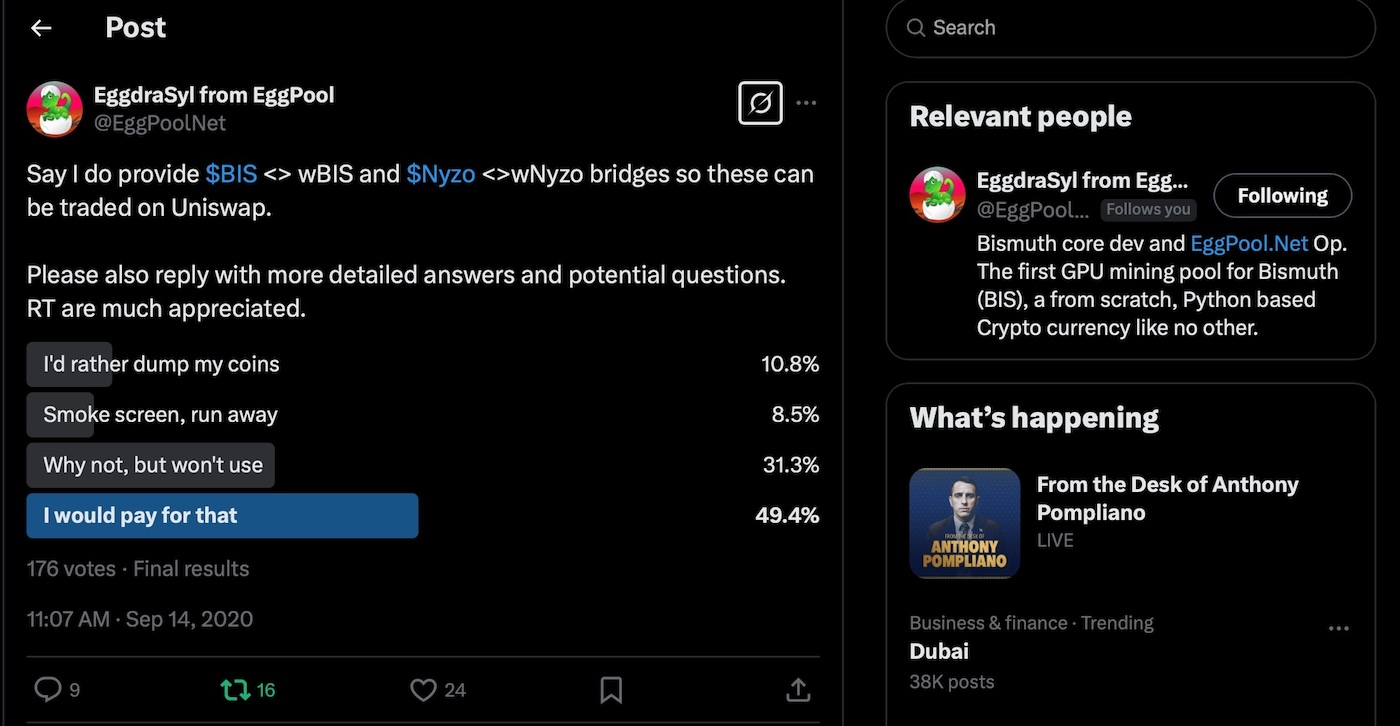 Post
EggdraSyl from EggPool
@EggPoolNet
Say I do provide $BIS <> wBIS and $Nyzo <>wNyzo bridges so these can
be traded on Uniswap.
Please also reply with more detailed answers and potential questions.
RT are much appreciated.
I'd rather dump my coins 10.8%
Smoke screen, run away 8.5%
Why not, but won't use 31.3%
I would pay for that 49.4%
176 votes · Final results
11:07 AM · Sep 14, 2020
9 16 24
Search
Relevant people
EggdraSyl from Egg...
@EggPool... Follows you
Following
Bismuth core dev and EggPool.Net Op.
The first GPU mining pool for Bismuth
(BIS), a from scratch, Python based
Crypto currency like no other.
What's happening
FROM THE DESK OF
ANTHONY
POMPLIANO
From the Desk of Anthony
Pompliano
LIVE
Business & finance · Trending
Dubai
38K posts